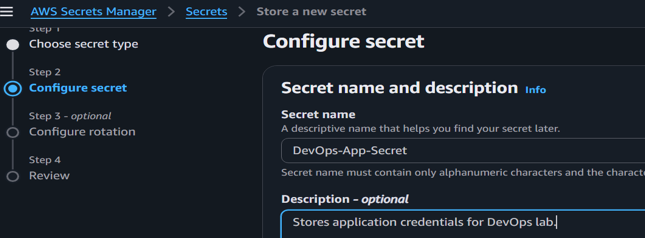 AWS Secrets Manager > Secrets > Store a new secret
Step 1
Choose secret type
Step 2
Configure secret
Step 3 - optional
Configure rotation
Step 4
Review
Configure secret
Secret name and description Info
Secret name
A descriptive name that helps you find your secret later.
DevOps-App-Secret
Secret name must contain only alphanumeric characters and the
Description - optional
Stores application credentials for DevOps lab.